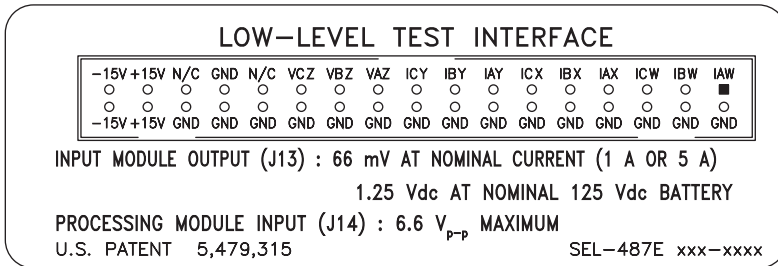 LOW-LEVEL TEST INTERFACE
-15V +15V N/C GND N/C VCZ VBZ VAZ ICY IBY IAY ICX IBX IAX ICW IBW IAW
-15V +15V GND GND GND GND GND GND GND GND GND GND GND GND GND GND GND
INPUT MODULE OUTPUT (J13) : 66 mV AT NOMINAL CURRENT (1 A OR 5 A)
1.25 Vdc AT NOMINAL 125 Vdc BATTERY
PROCESSING MODULE INPUT (J14) : 6.6 Vp-p MAXIMUM
U.S. PATENT 5,479,315 SEL-487E xxx-xxxx